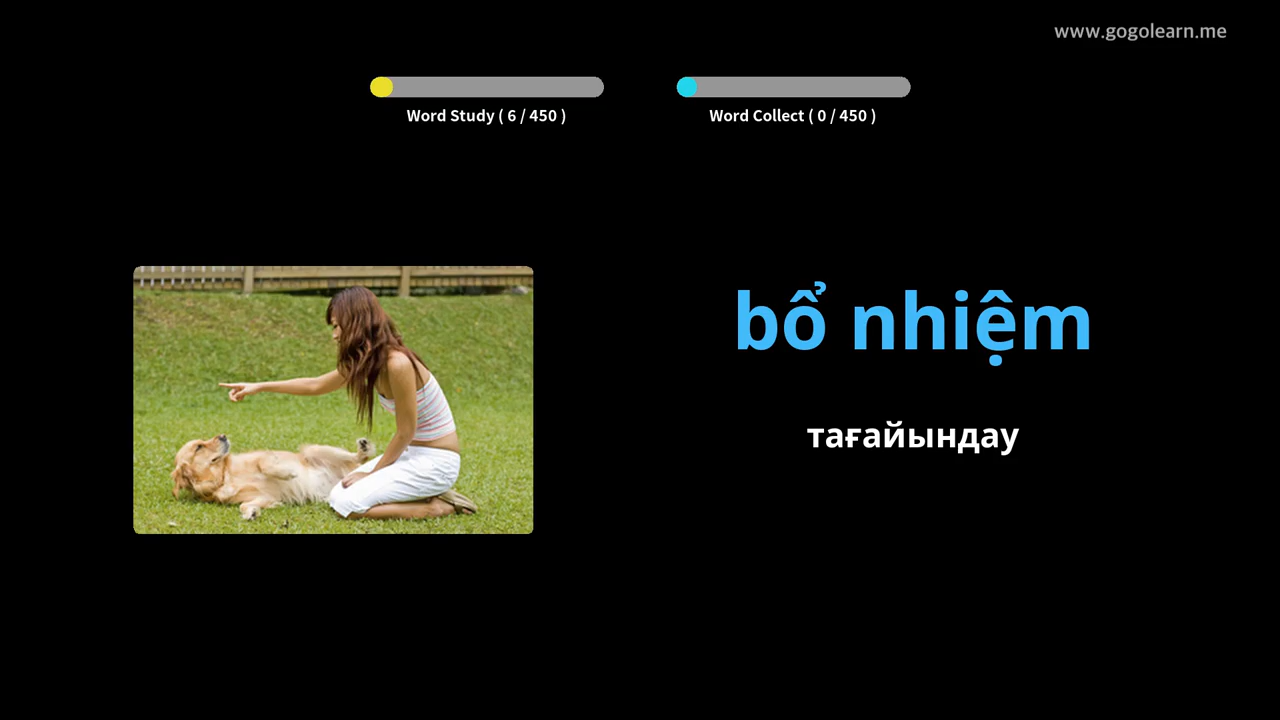 www.gogolearn.me
Word Study ( 6 / 450 )
Word Collect ( 0 / 450 )
bổ nhiệm
тағайындау